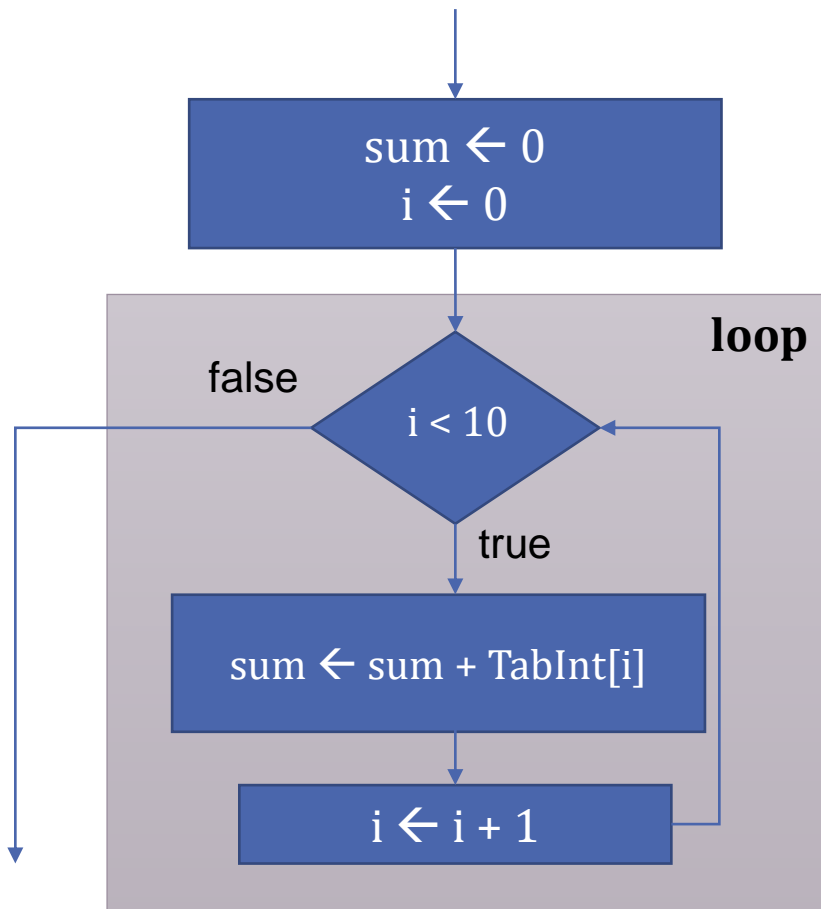 sum ← 0
i ← 0
loop
false
i < 10
true
sum ← sum + TabInt[i]
i ← i + 1